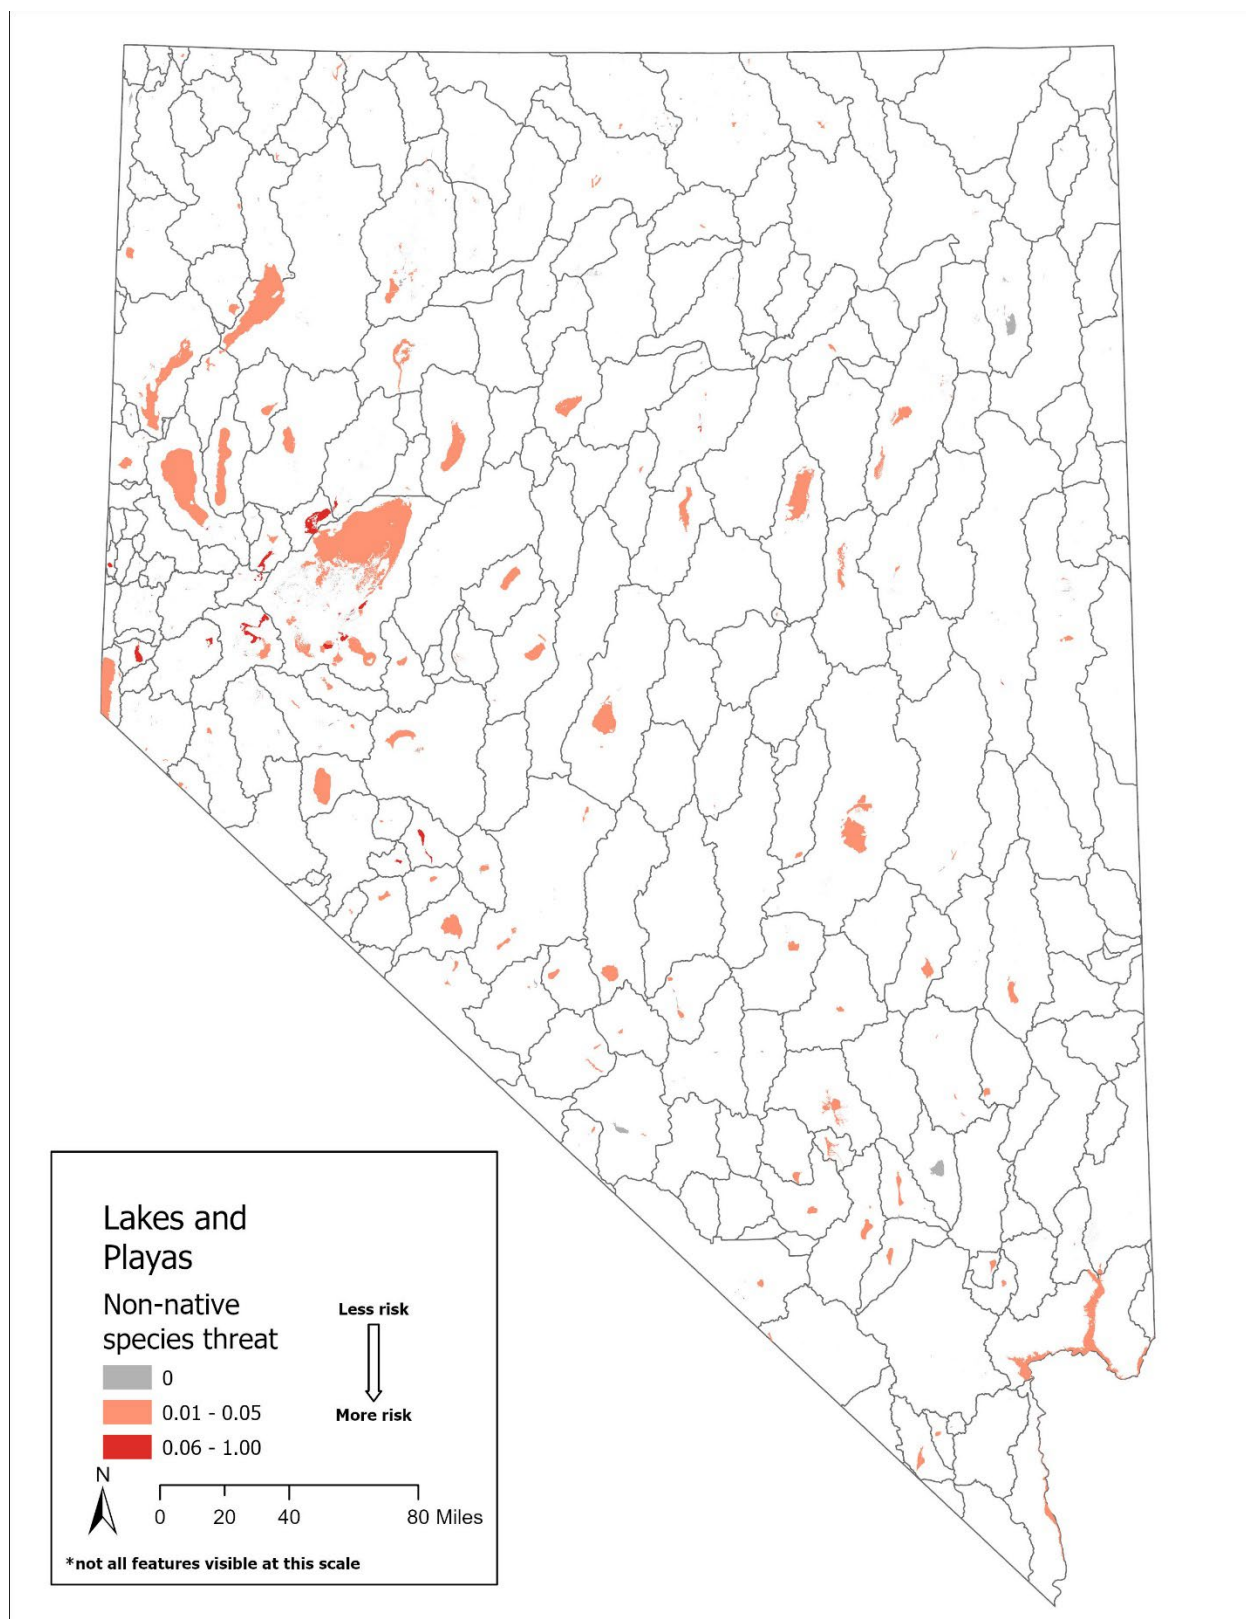 Lakes and
Playas
Non-native
species threat
Less risk
0
0.01 - 0.05
0.06 - 1.00
More risk
N
0 20 40 80 Miles
*not all features visible at this scale